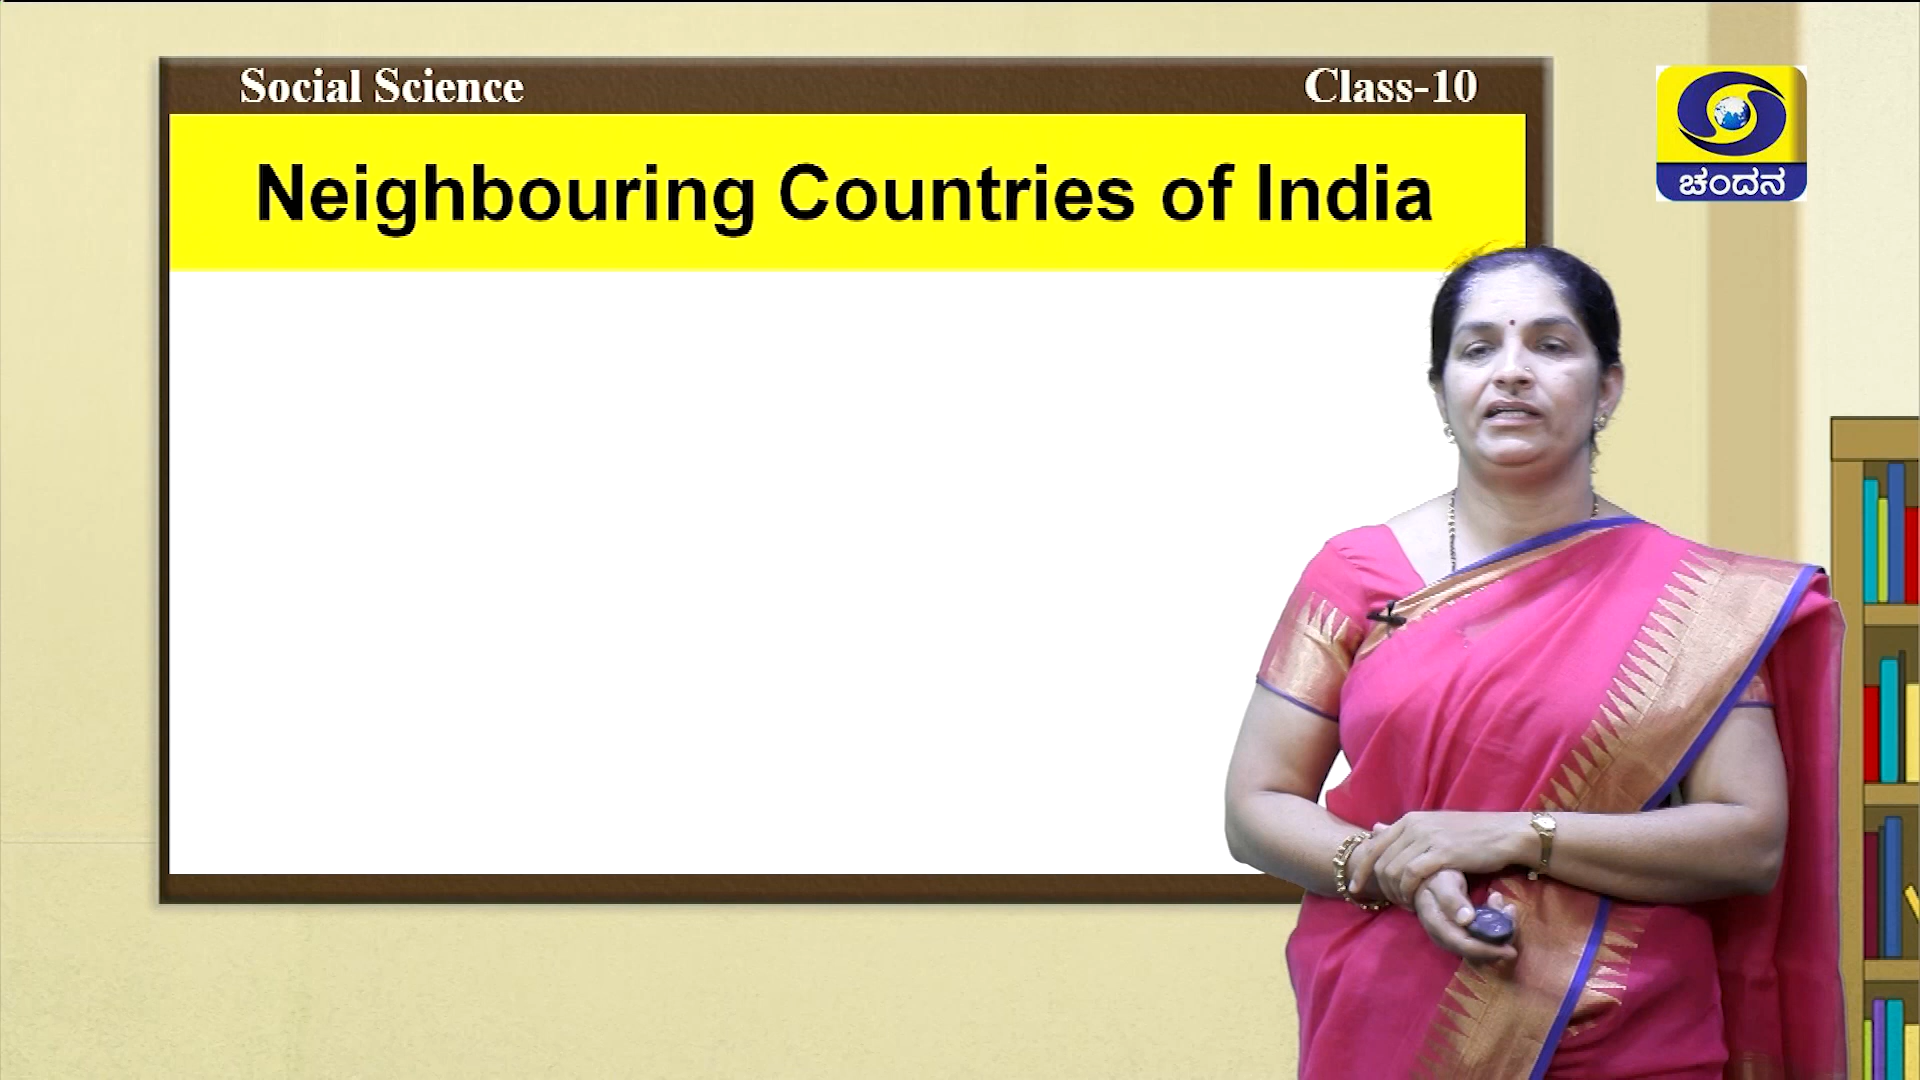 Social Science
Class-10
Neighbouring Countries of India
ಚಂದನ